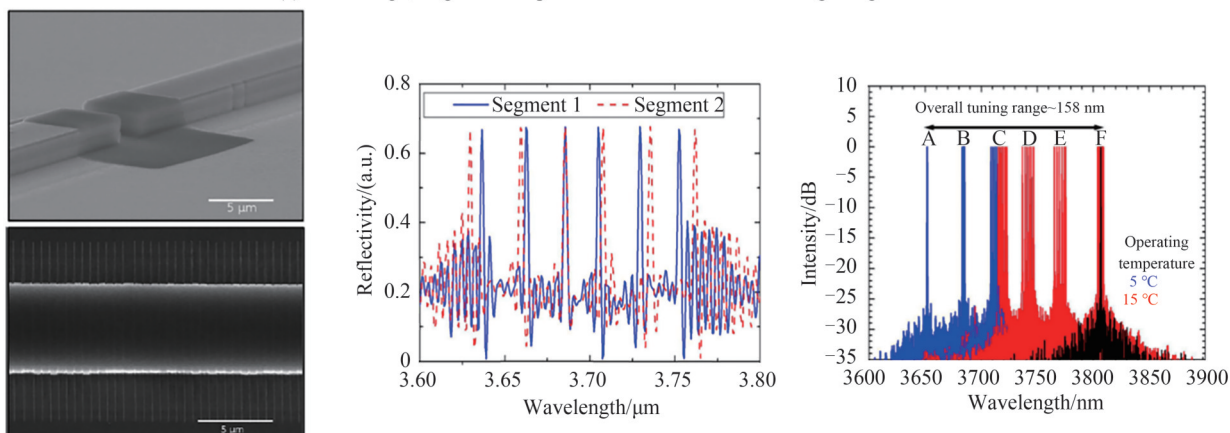 5 μm
5 μm
Segment 1
Segment 2
0.8
0.6
0.4
0.2
0
Reflectivity/(a.u.)
3.60
3.65
3.70
3.75
3.80
Wavelength/μm
10
5
0
−5
−10
−15
−20
−25
−30
−35
Intensity/dB
Overall tuning range~158 nm
A
B
C
D
E
F
Operating
temperature
5 ℃
15 ℃
3600
3650
3700
3750
3800
3900
Wavelength/nm